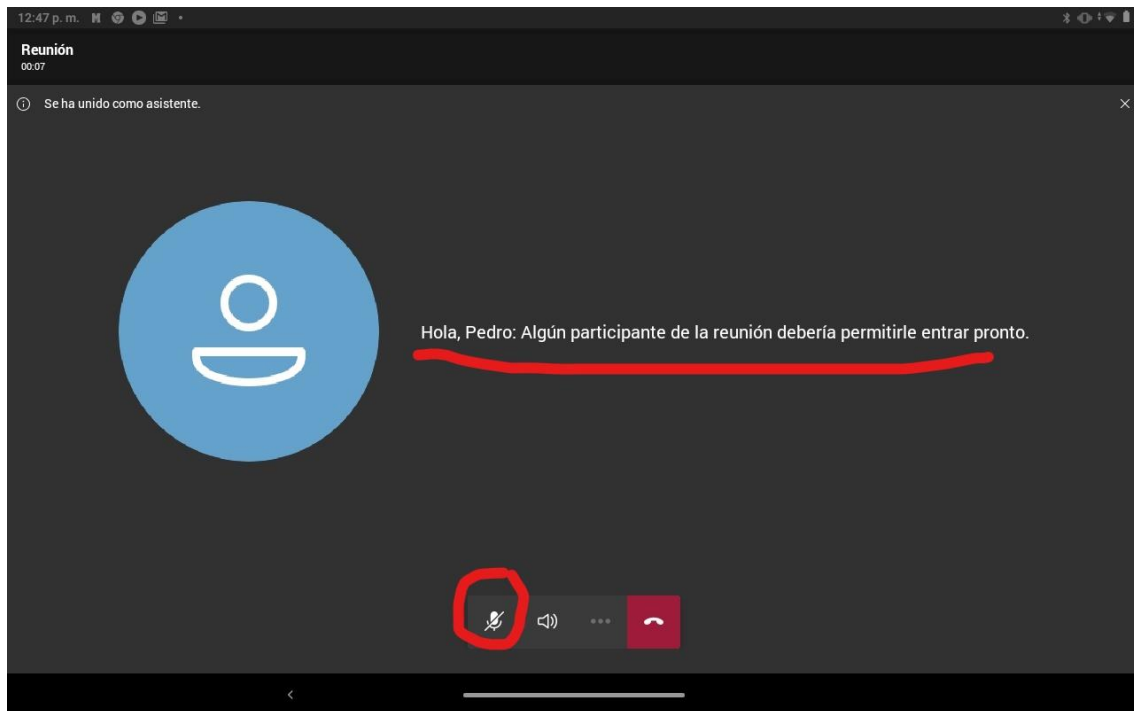 12:47 p. m.
Reunión
00:07
Se ha unido como asistente.
Hola, Pedro: Algún participante de la reunión debería permitirle entrar pronto.